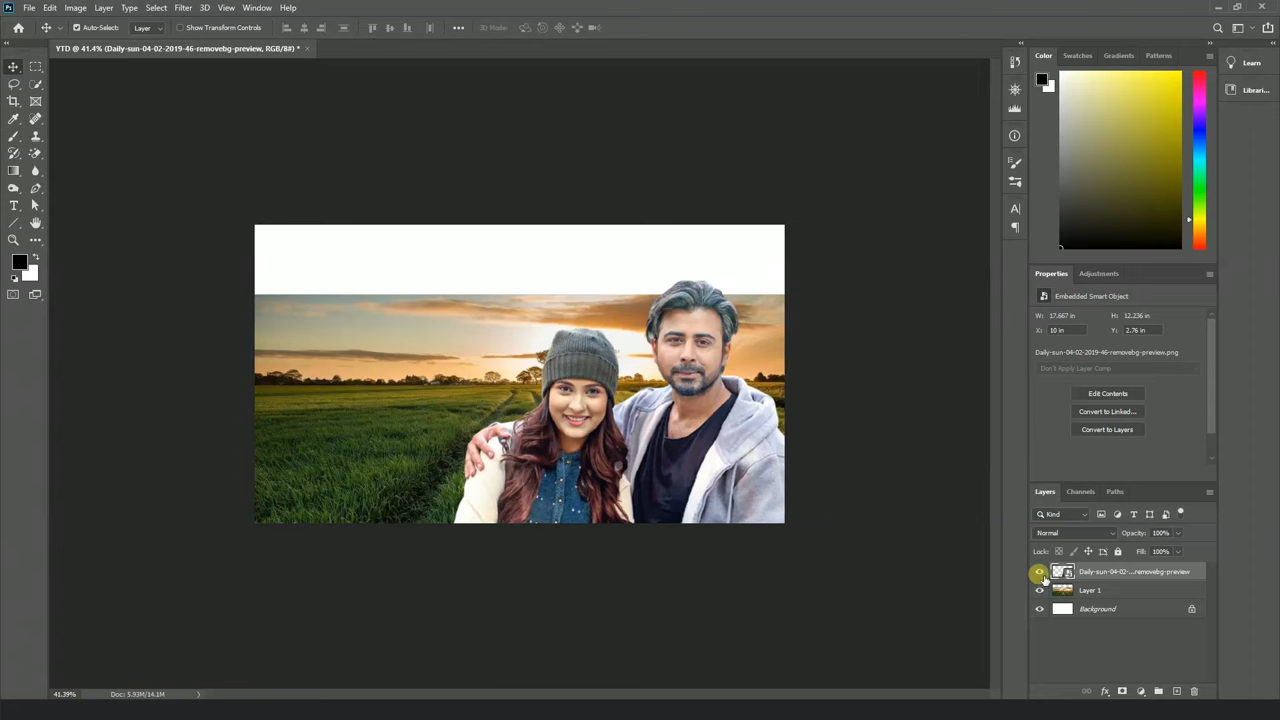 Ps File Edit Image Layer Type Select Filter 3D View Window Help
Auto-Select: Layer Show Transform Controls 3D Mode:
YTD @ 41.4% (Daily-sun-04-02-2019-46-removebg-preview, RGB/8#) *
Color Swatches Gradients Patterns
Learn
Librari...
Properties Adjustments
Embedded Smart Object
W: 17.667 in H: 12.236 in
X: 10 in Y: 2.76 in
Daily-sun-04-02-2019-46-removebg-preview.png
Don't Apply Layer Comp
Edit Contents
Convert to Linked...
Convert to Layers
Layers Channels Paths
Kind
Normal Opacity: 100%
Lock: Fill: 100%
Daily-sun-04-02-...removebg-preview
Layer 1
Background
41.39% Doc: 5.93M/14.1M